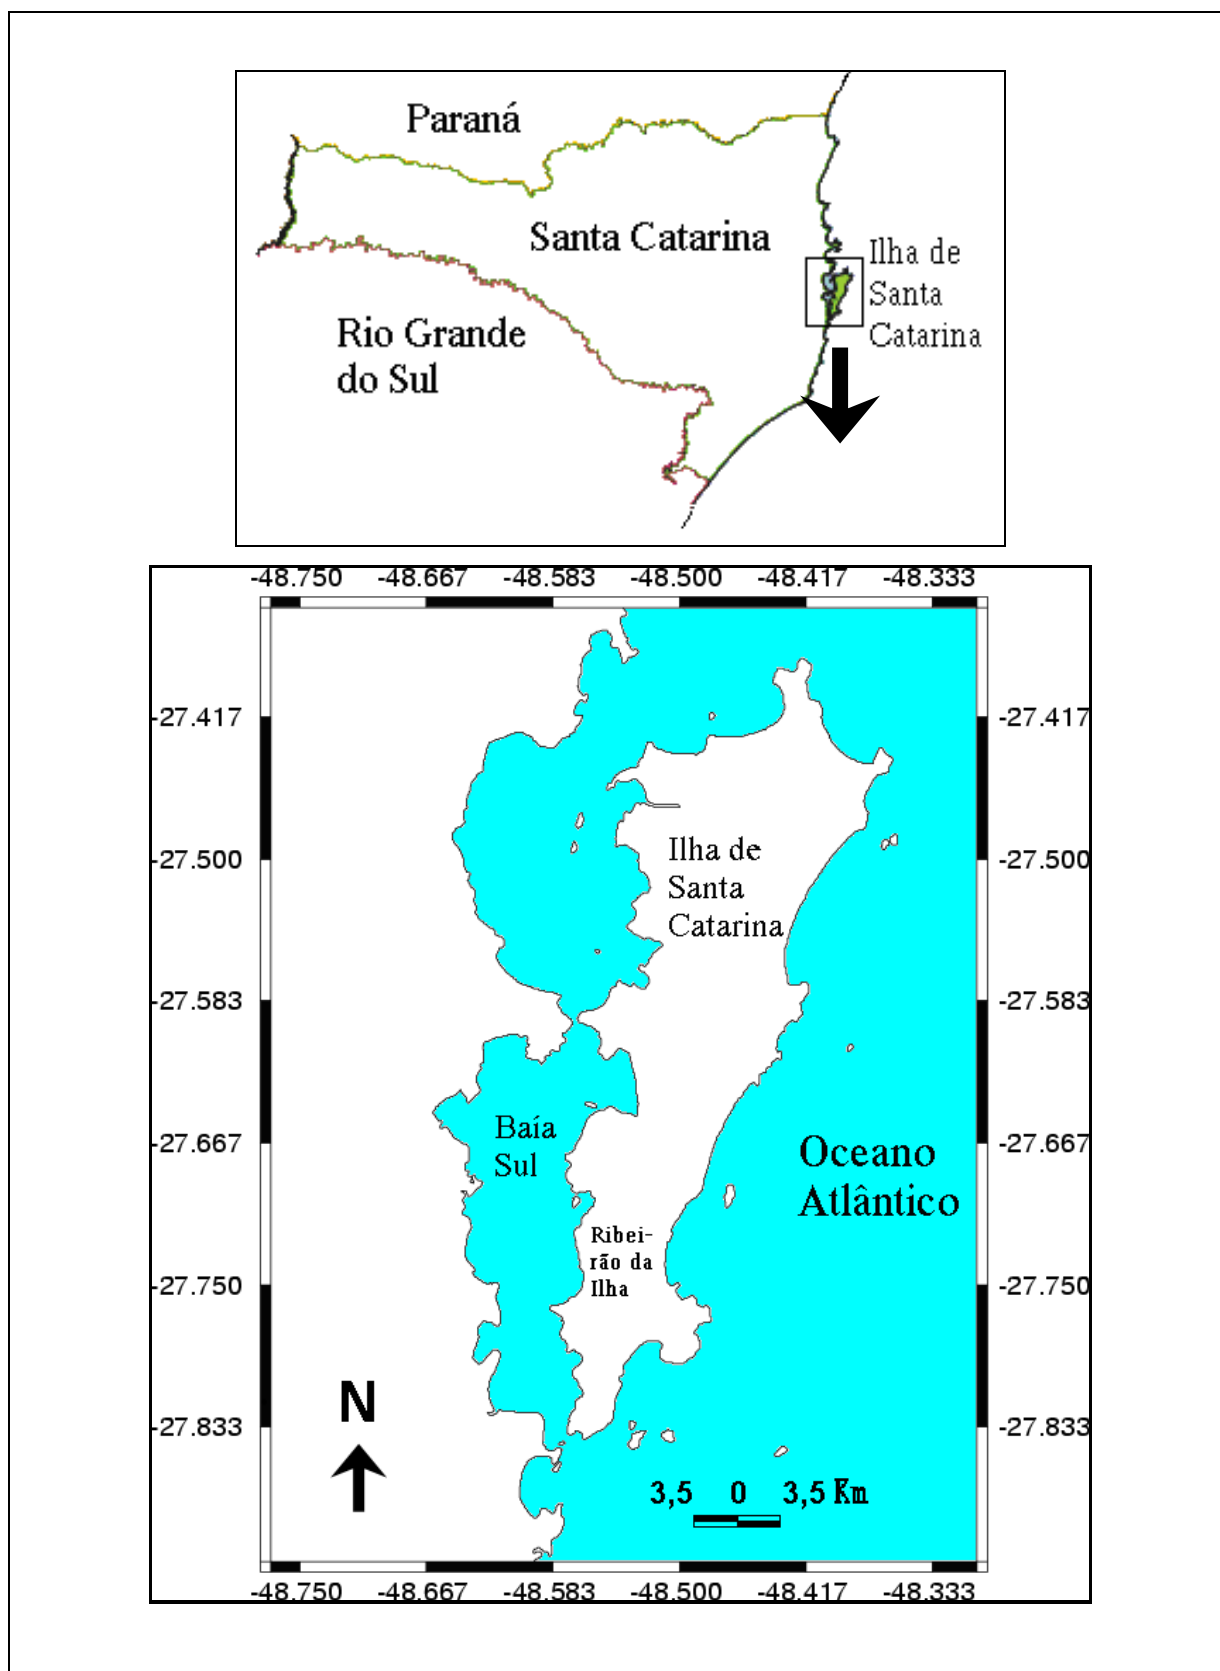 Paraná
Santa Catarina
Ilha de
Santa
Catarina
Rio Grande
do Sul
-48.750 -48.667 -48.583 -48.500 -48.417 -48.333
-27.417 -27.417
-27.500 -27.500
Ilha de
Santa
Catarina
-27.583 -27.583
Baía
Sul
-27.667 -27.667
Oceano
Atlântico
Ribei-
rão da
Ilha
-27.750 -27.750
N
-27.833 -27.833
3,5 0 3,5 Km
-48.750 -48.667 -48.583 -48.500 -48.417 -48.333